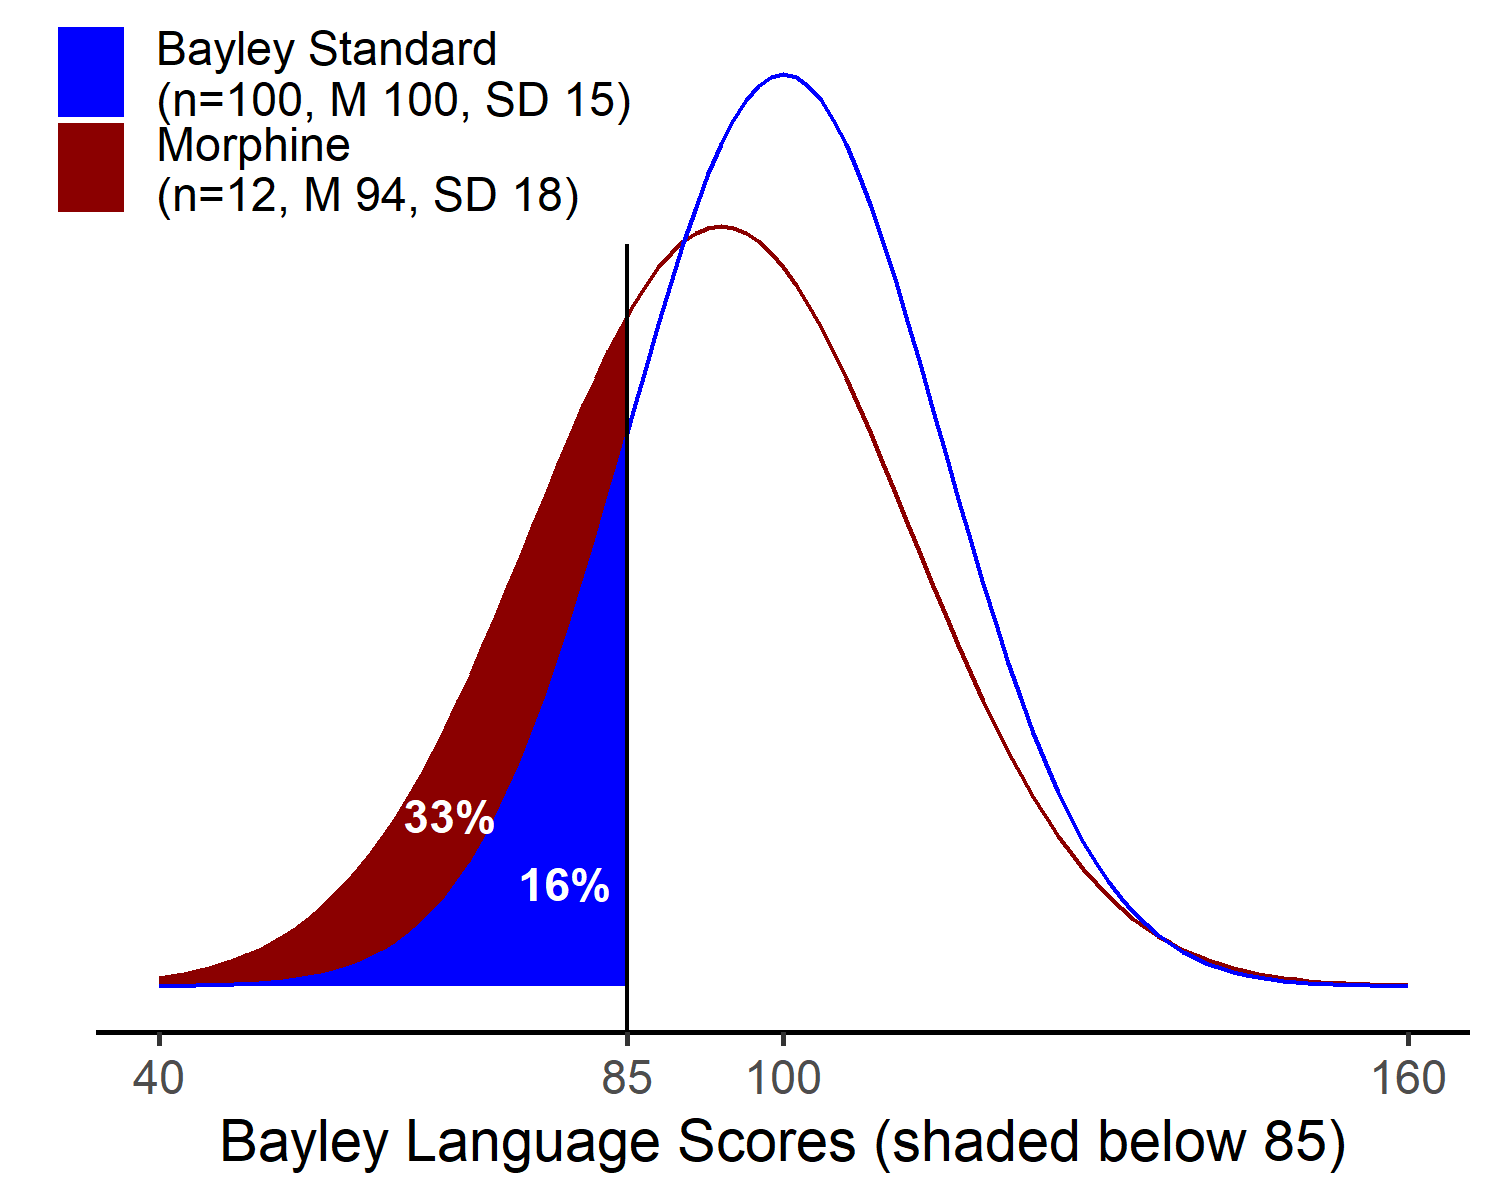 Bayley Standard
(n=100, M 100, SD 15)
Morphine
(n=12, M 94, SD 18)
33%
16%
40 85 100 160
Bayley Language Scores (shaded below 85)